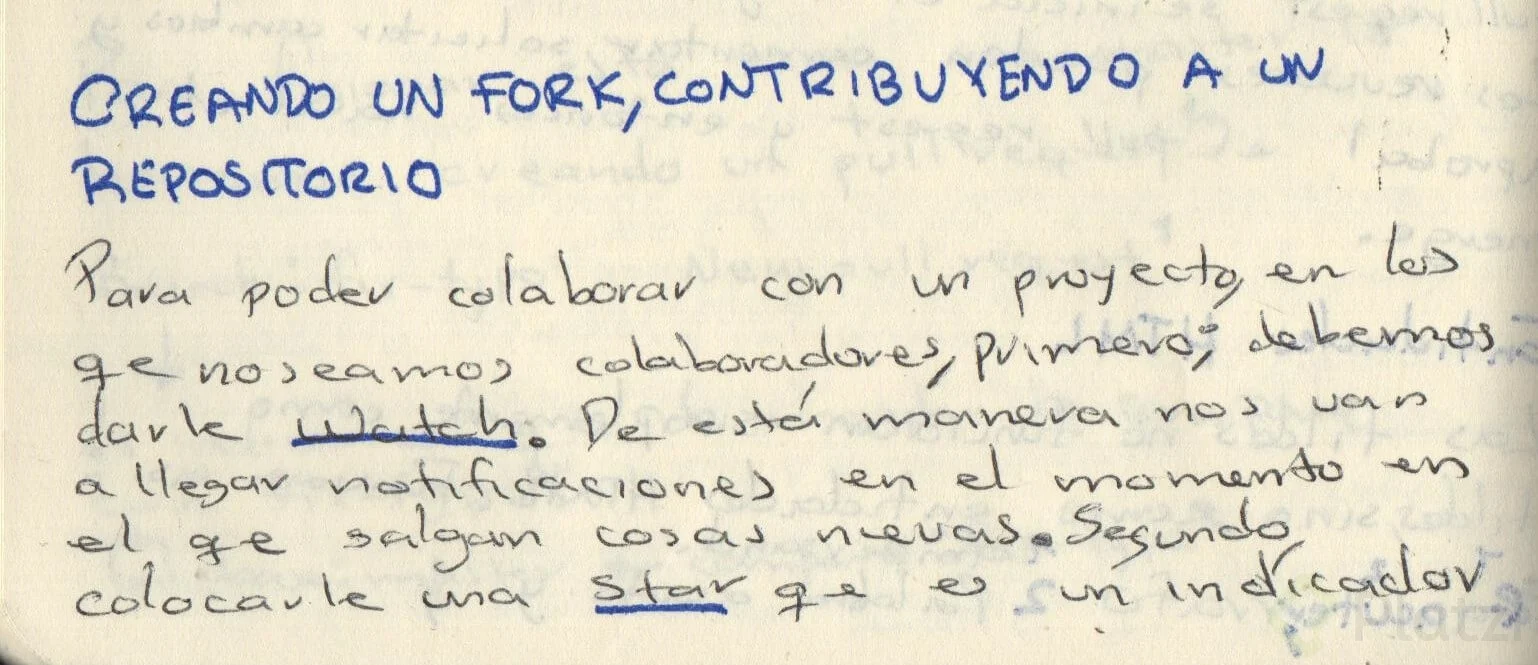 CREANDO UN FORK, CONTRIBUYENDO A UN
REPOSITORIO
Para poder colaborar con un proyecto, en los
qe no seamos colaboradores, primero; debemos
darle Watch. De está manera nos van
a llegar notificaciones en el momento en
el qe salgan cosas nuevas. Segundo,
colocarle una star qe es un indicador
Platzi